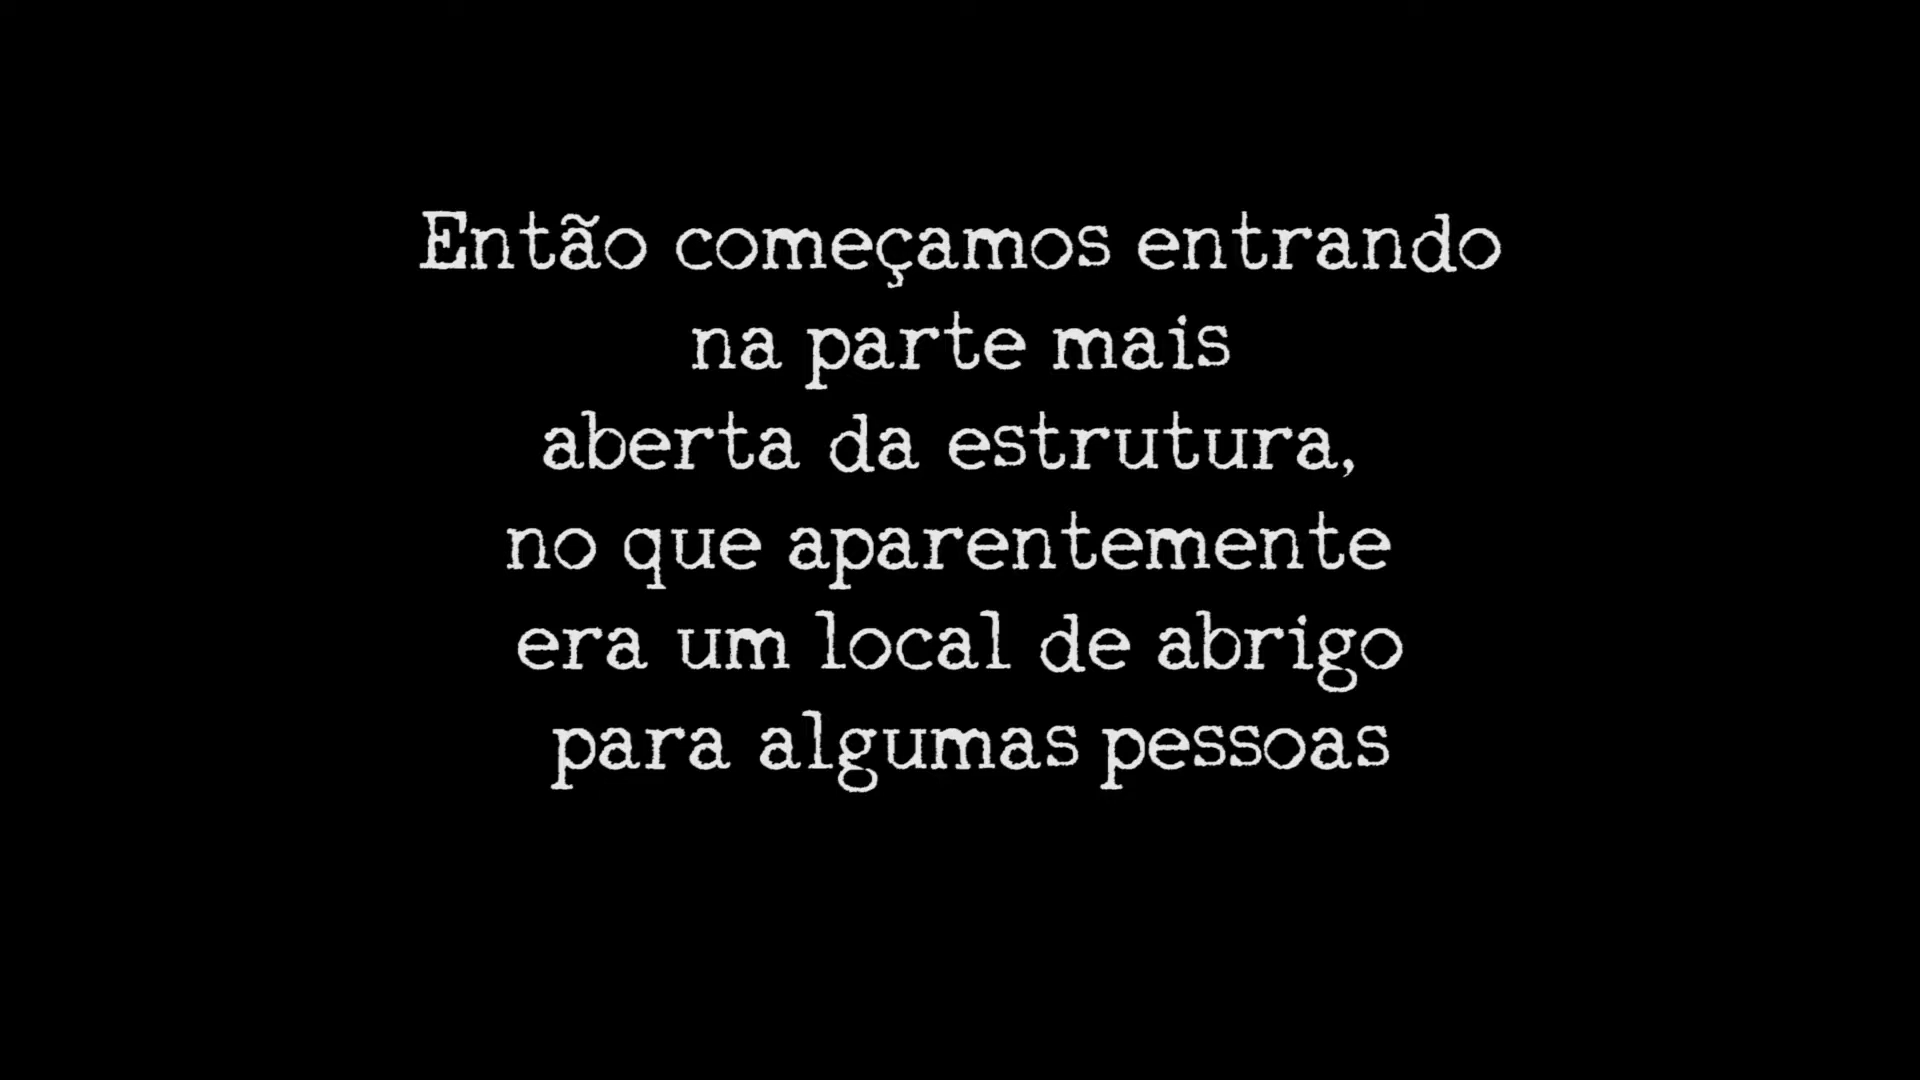 Então começamos entrando
na parte mais
aberta da estrutura,
no que aparentemente
era um local de abrigo
para algumas pessoas